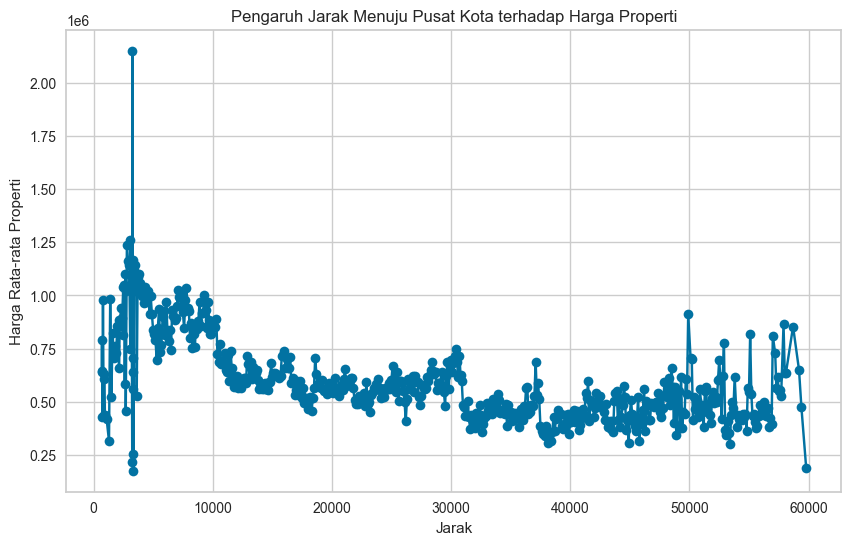 Pengaruh Jarak Menuju Pusat Kota terhadap Harga Properti
1e6
2.00
1.75
1.50
1.25
1.00
0.75
0.50
0.25
Harga Rata-rata Properti
0 10000 20000 30000 40000 50000 60000
Jarak